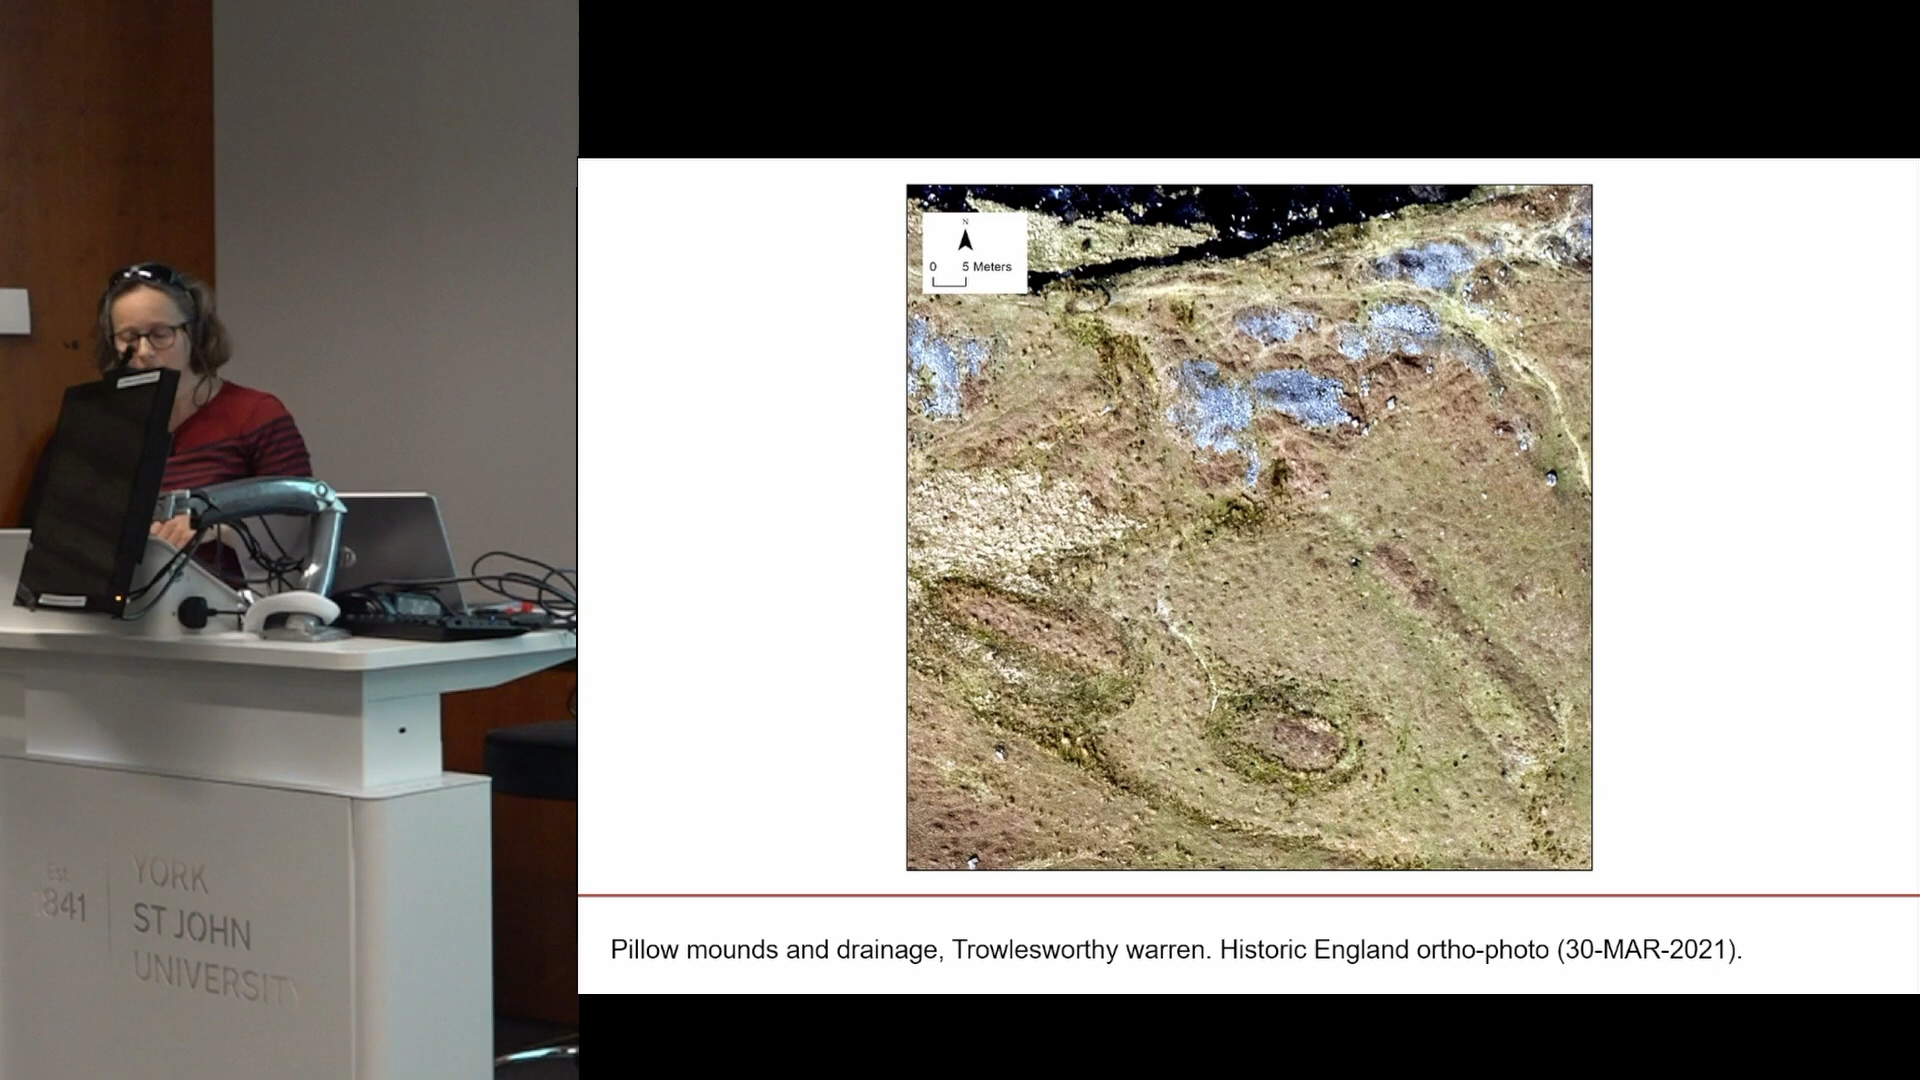 Est.
841
YORK
ST JOHN
UNIVERSITY
N
0 5 Meters
Pillow mounds and drainage, Trowlesworthy warren. Historic England ortho-photo (30-MAR-2021).